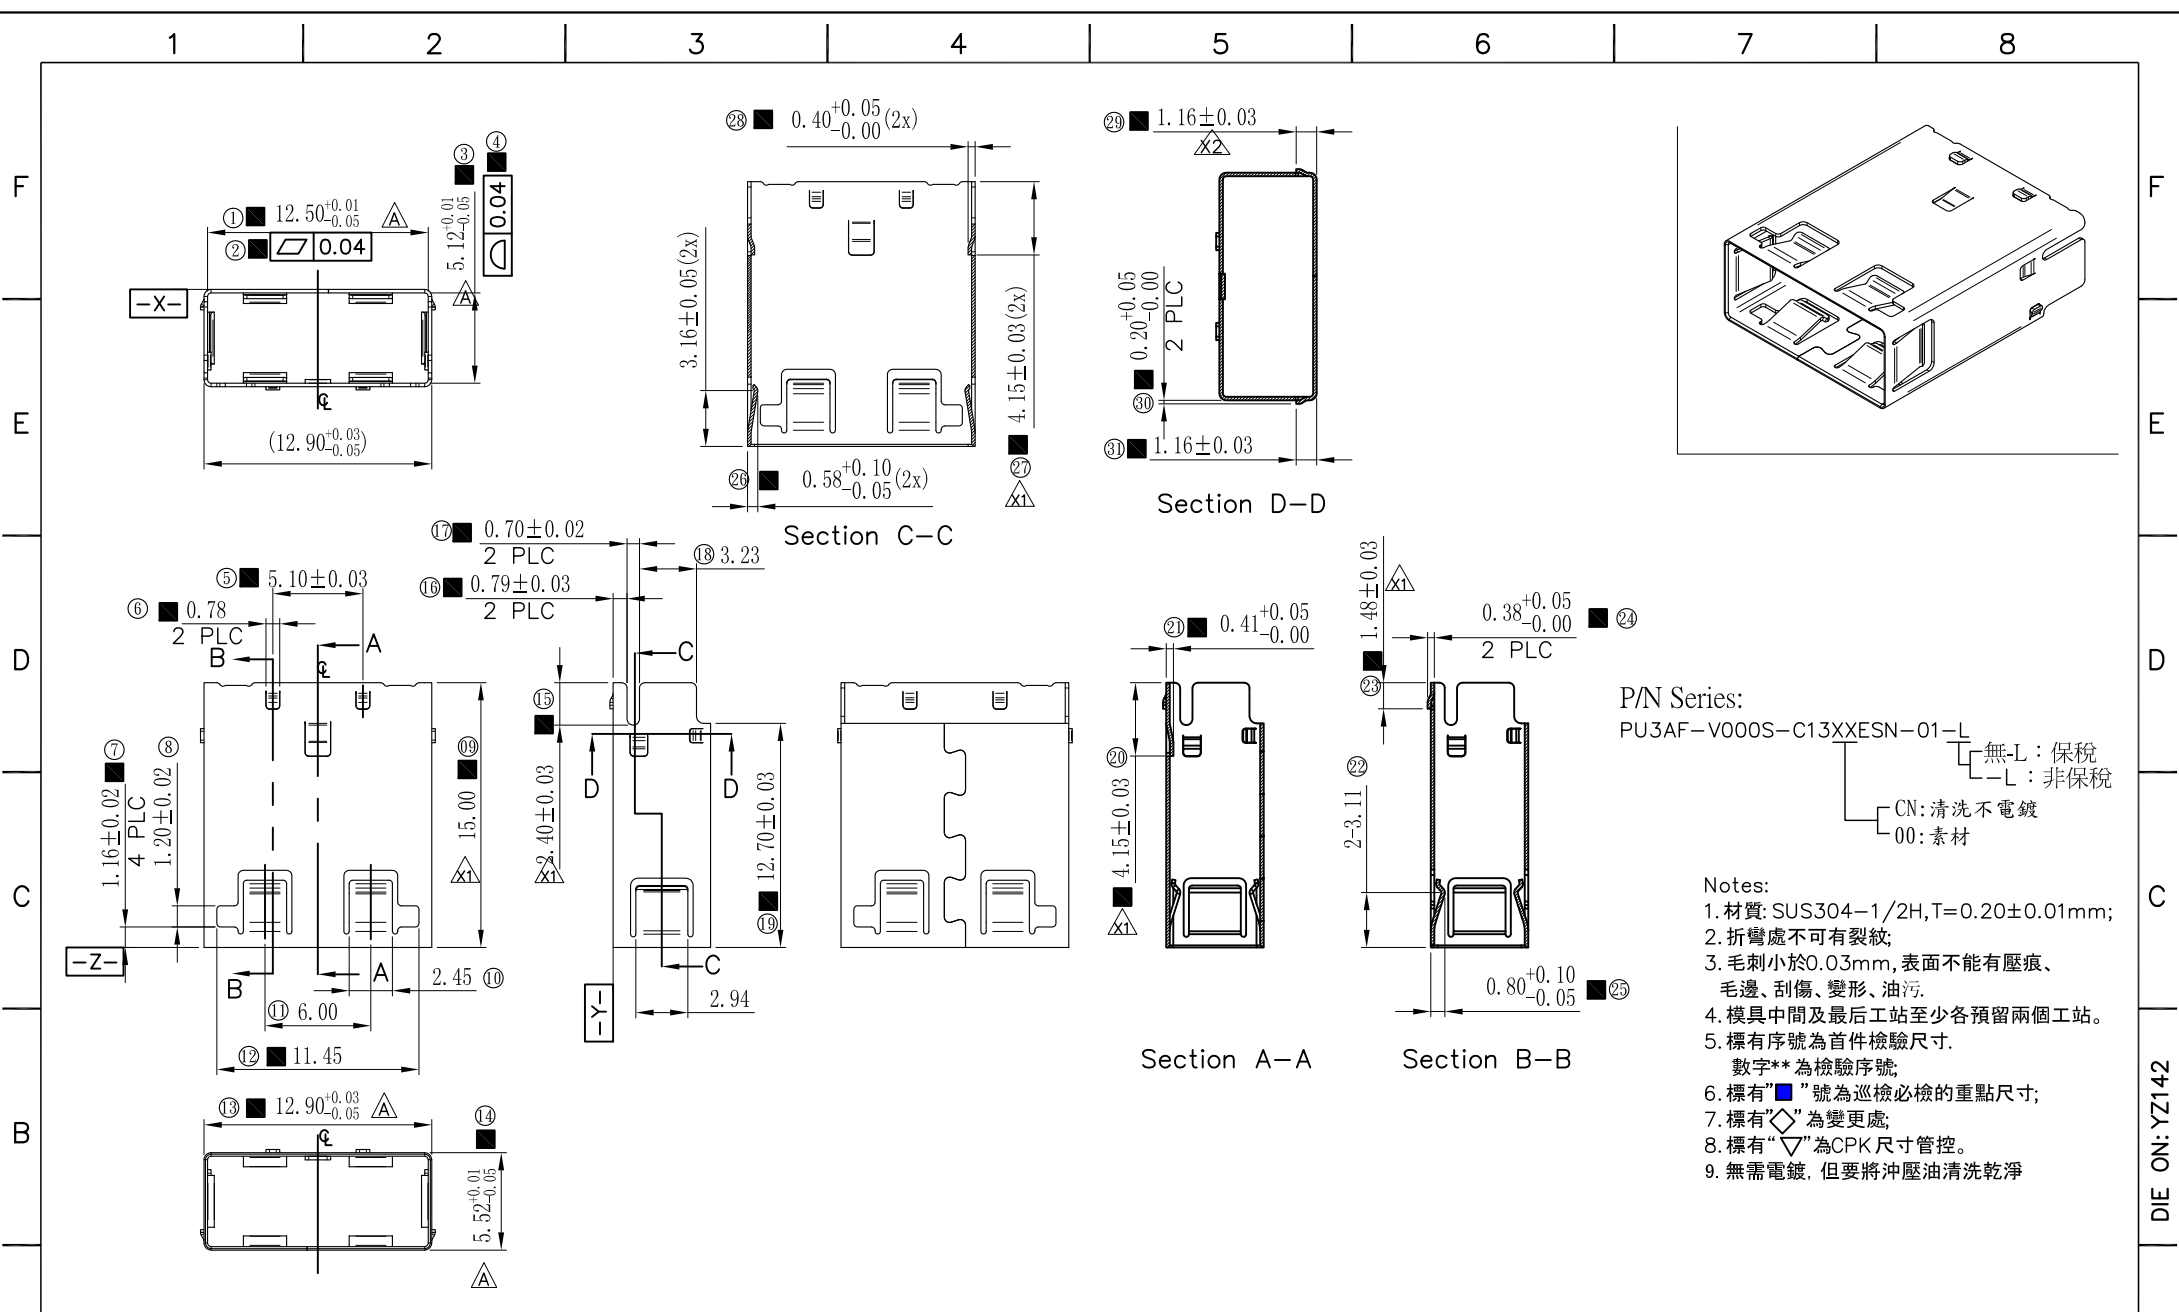 1 2 3 4 5 6 7 8
F
F
E
E
D
D
C
C
B
B
① 12.50 +0.01 -0.05 A
② 0.04
③ 5.12 +0.01 -0.05 A
④ 0.04
-X-
℄
(12.90 +0.03 -0.05)
㉘ 0.40 +0.05 -0.00 (2x)
3.16±0.05(2x)
4.15±0.03(2x)
㉗
X1
㉖ 0.58 +0.10 -0.05 (2x)
Section C-C
㉙ 1.16±0.03
X2
0.20 +0.05 -0.00
2 PLC
㉚
㉛ 1.16±0.03
Section D-D
⑤ 5.10±0.03
⑥ 0.78
2 PLC
B
A
℄
⑦ 1.16±0.02
4 PLC
⑧ 1.20±0.02
09 15.00
X1
-Z-
B
A
2.45 ⑩
⑪ 6.00
⑫ 11.45
⑬ 12.90 +0.03 -0.05 A
℄
⑭
5.52 +0.01 -0.05
A
⑰ 0.70±0.02
2 PLC
⑱ 3.23
⑯ 0.79±0.03
2 PLC
C
⑮
2.40±0.03
X1
D
D
12.70±0.03
⑲
C
-Y-
2.94
㉑ 0.41 +0.05 -0.00
⑳
4.15±0.03
X1
Section A-A
1.48±0.03
X1
㉓
0.38 +0.05 -0.00 ㉔
2 PLC
㉒
2-3.11
0.80 +0.10 -0.05 ㉕
Section B-B
P/N Series:
PU3AF-V000S-C13XXESN-01-L
無-L：保稅
-L：非保稅
CN:清洗不電鍍
00:素材
Notes:
1.材質: SUS304-1/2H,T=0.20±0.01mm;
2.折彎處不可有裂紋;
3.毛刺小於0.03mm,表面不能有壓痕、
毛邊、刮傷、變形、油污.
4.模具中間及最后工站至少各預留兩個工站。
5.標有序號為首件檢驗尺寸.
數字**為檢驗序號;
6.標有"■"號為巡檢必檢的重點尺寸;
7.標有"◇"為變更處;
8.標有“▽”為CPK尺寸管控。
9.無需電鍍, 但要將沖壓油清洗乾淨
DIE ON:YZ142